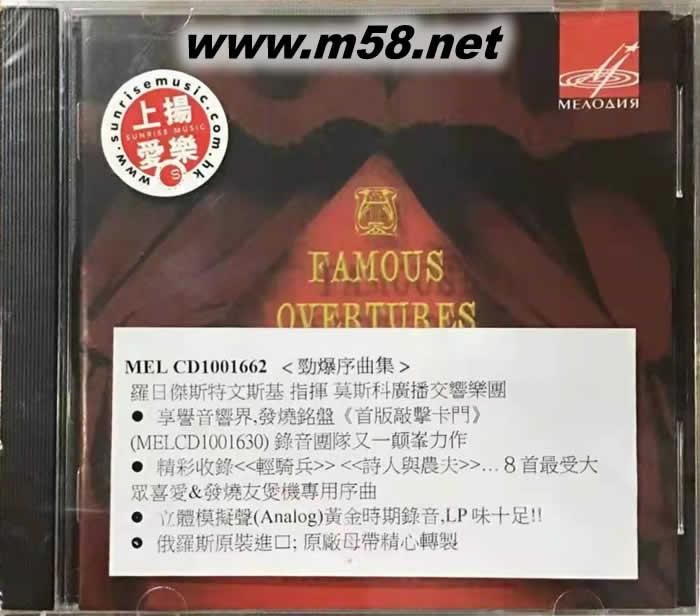 www.m58.net
МЕЛОДИЯ
www.sunrisemusic.com.hk
上揚
SUNRISE MUSIC
愛樂
S
FAMOUS
OVERTURES
MEL CD1001662 <勁爆序曲集>
羅日傑斯特文斯基 指揮 莫斯科廣播交響樂團
● 享譽音響界,發燒銘盤《首版敲擊卡門》
(MELCD1001630) 錄音團隊又一顛峯力作
● 精彩收錄<<輕騎兵>> <<詩人與農夫>>…8首最受大
眾喜愛&發燒友煲機專用序曲
● 立體模擬聲(Analog)黃金時期錄音,LP 味十足!!
● 俄羅斯原裝進口; 原廠母帶精心轉製